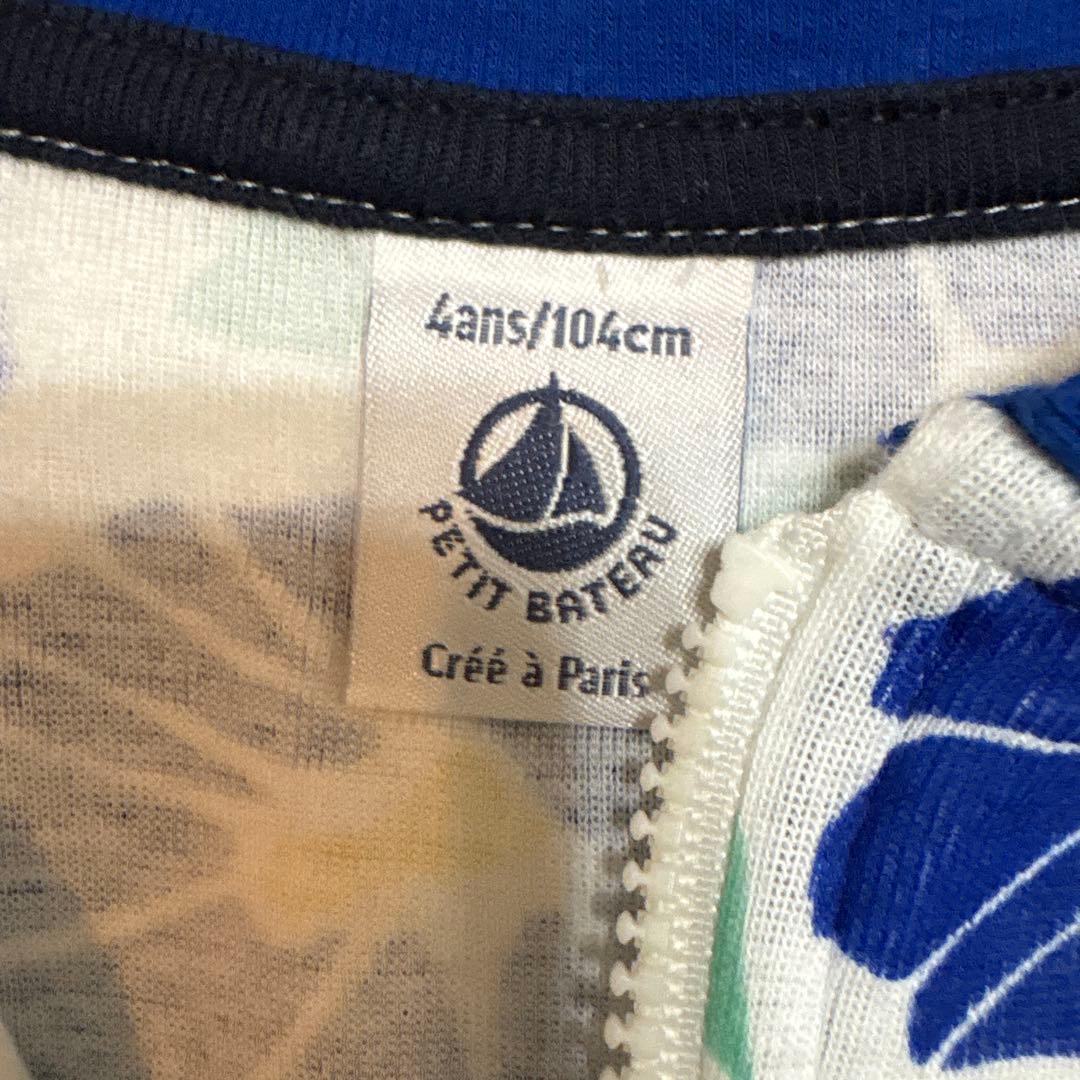 4ans/104cm
PETIT BATEAU
Créé à Paris